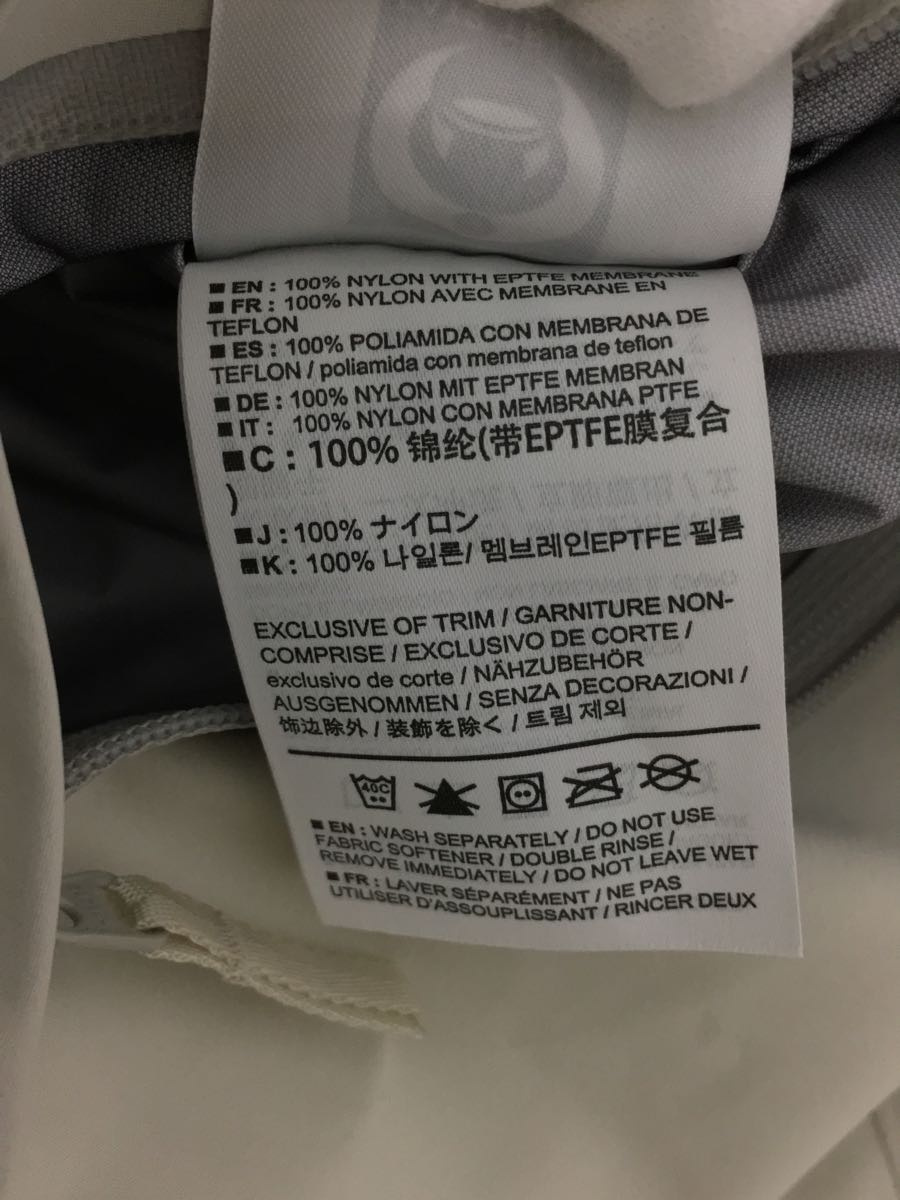 ■ EN : 100% NYLON WITH EPTFE MEMBRANE
■ FR : 100% NYLON AVEC MEMBRANE EN
TEFLON
■ ES : 100% POLIAMIDA CON MEMBRANA DE
TEFLON / poliamida con membrana de teflon
■ DE : 100% NYLON MIT EPTFE MEMBRAN
■ IT : 100% NYLON CON MEMBRANA PTFE
■ C : 100% 锦纶(带EPTFE膜复合
)
■ J : 100% ナイロン
■ K : 100% 나일론/ 멤브레인EPTFE 필름
EXCLUSIVE OF TRIM / GARNITURE NON-
COMPRISE / EXCLUSIVO DE CORTE /
exclusivo de corte / NÄHZUBEHÖR
AUSGENOMMEN / SENZA DECORAZIONI /
饰边除外 / 装飾を除く / 트림 제외
40C
■ EN : WASH SEPARATELY / DO NOT USE
FABRIC SOFTENER / DOUBLE RINSE /
REMOVE IMMEDIATELY / DO NOT LEAVE WET
■ FR : LAVER SÉPARÉMENT / NE PAS
UTILISER D'ASSOUPLISSANT / RINCER DEUX